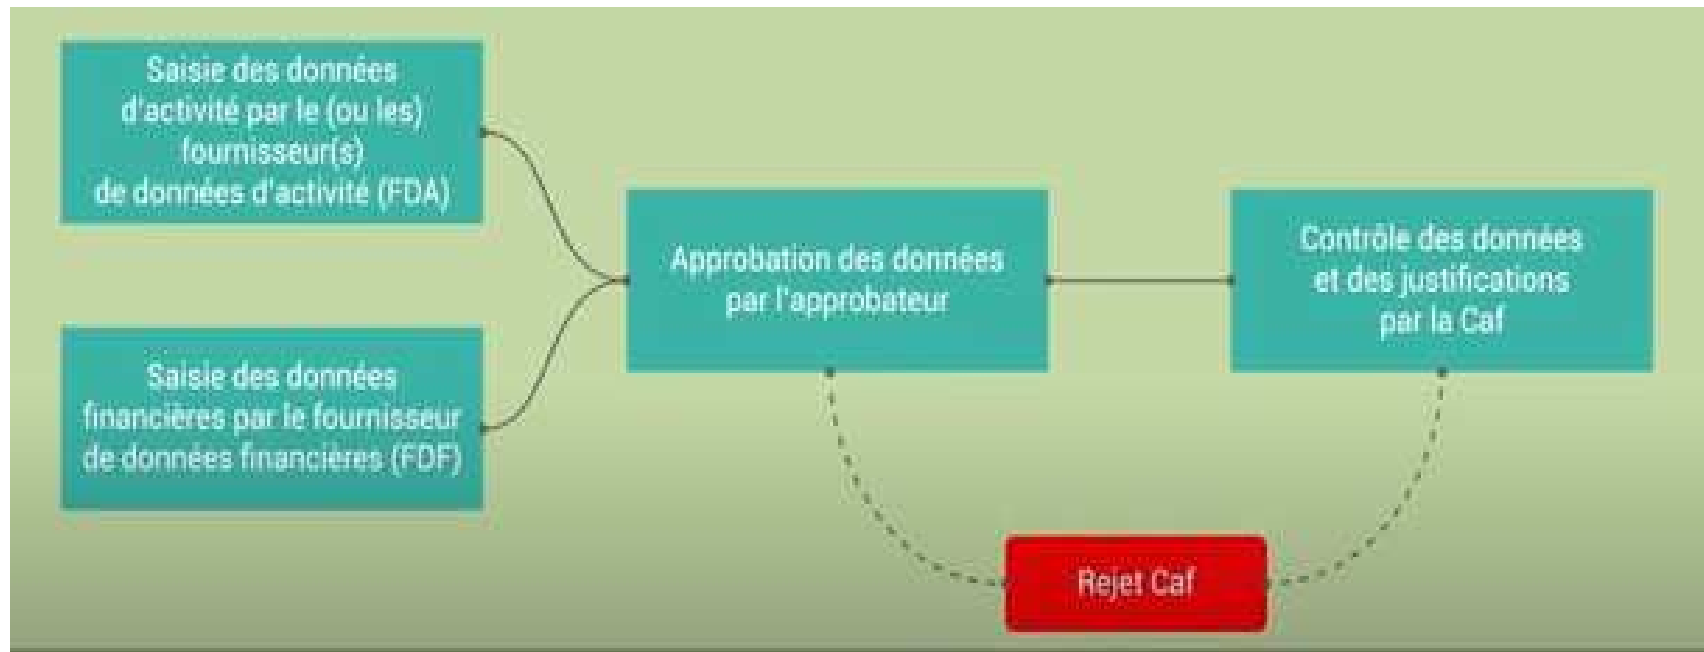 Saisie des données
d'activité par le (ou les)
fournisseur(s)
de données d'activité (FDA)
Saisie des données
financières par le fournisseur
de données financières (FDF)
Approbation des données
par l'approbateur
Contrôle des données
et des justifications
par la Caf
Rejet Caf